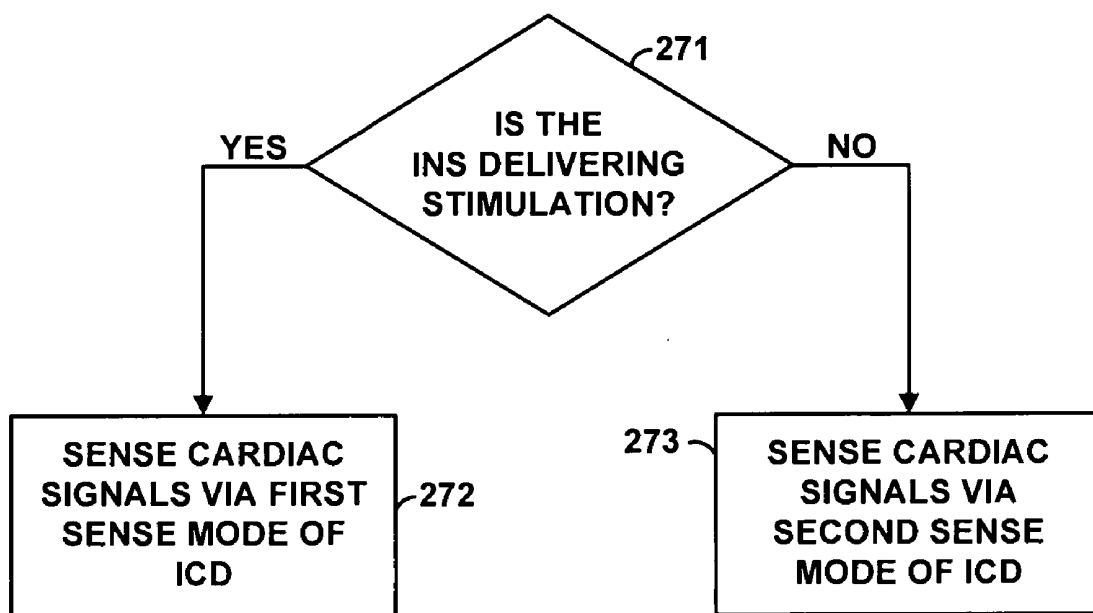 271
IS THE
INS DELIVERING
STIMULATION?
YES
NO
SENSE CARDIAC
SIGNALS VIA FIRST
SENSE MODE OF
ICD
272
273
SENSE CARDIAC
SIGNALS VIA
SECOND SENSE
MODE OF ICD